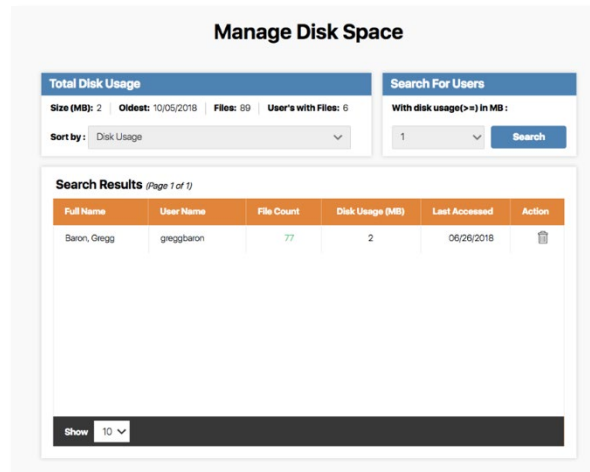 Manage Disk Space
Total Disk Usage
Size (MB): 2 Oldest: 10/05/2018 Files: 89 User's with Files: 6
Sort by : Disk Usage
Search For Users
With disk usage(>=) in MB :
1 Search
Search Results (Page 1 of 1)
Full Name User Name File Count Disk Usage (MB) Last Accessed Action
Baron, Gregg greggbaron 77 2 06/26/2018
Show 10